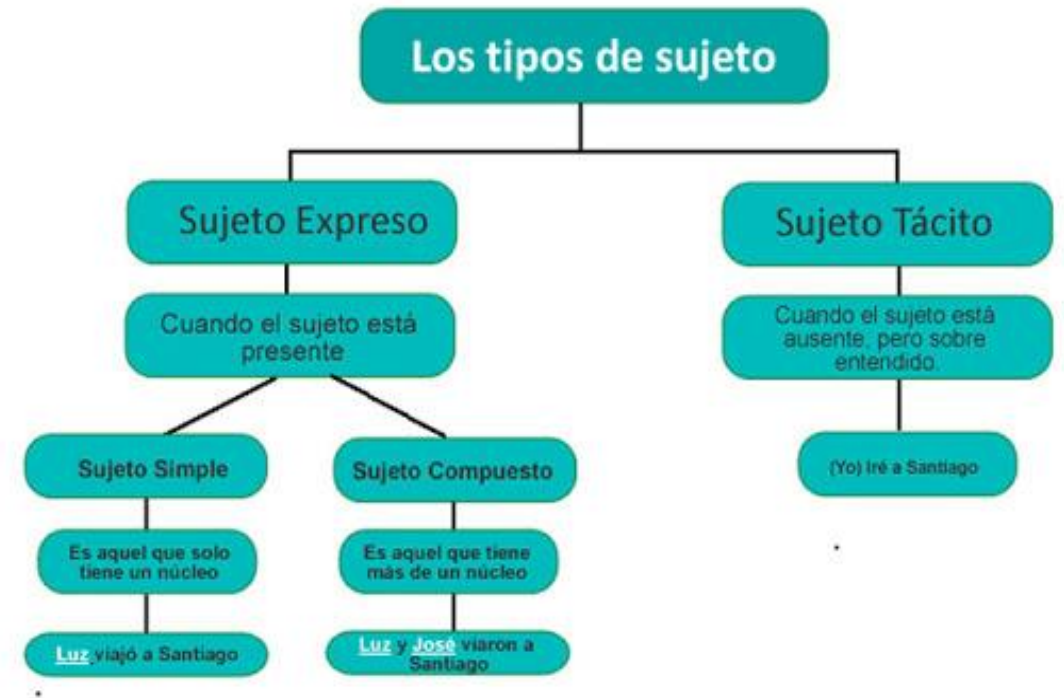 Los tipos de sujeto
Sujeto Expreso
Sujeto Tácito
Cuando el sujeto está
presente
Cuando el sujeto está
ausente, pero sobre
entendido.
Sujeto Simple
Sujeto Compuesto
(Yo) Iré a Santiago
Es aquel que solo
tiene un núcleo
Es aquel que tiene
más de un núcleo
Luz viajó a Santiago
Luz y José viaron a
Santiago